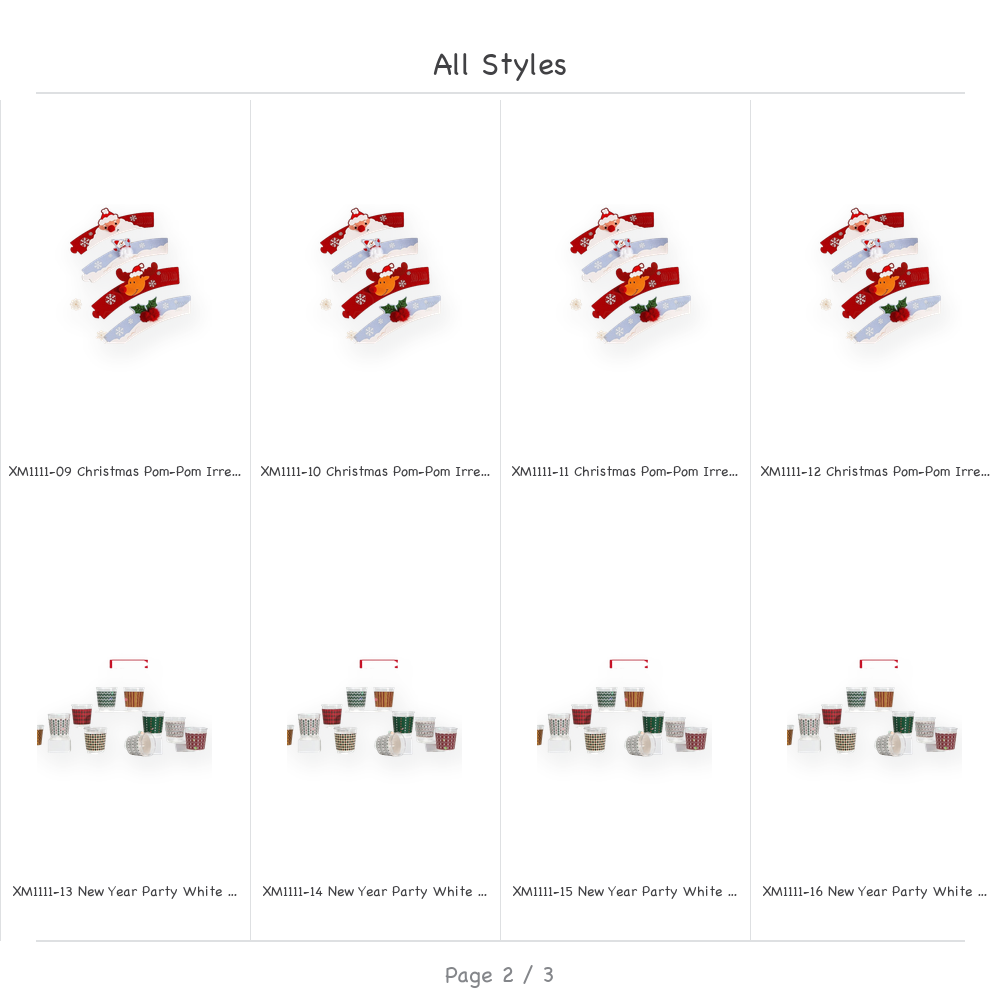 All Styles
XM1111-09 Christmas Pom-Pom Irre...
XM1111-10 Christmas Pom-Pom Irre...
XM1111-11 Christmas Pom-Pom Irre...
XM1111-12 Christmas Pom-Pom Irre...
XM1111-13 New Year Party White ...
XM1111-14 New Year Party White ...
XM1111-15 New Year Party White ...
XM1111-16 New Year Party White ...
Page 2 / 3